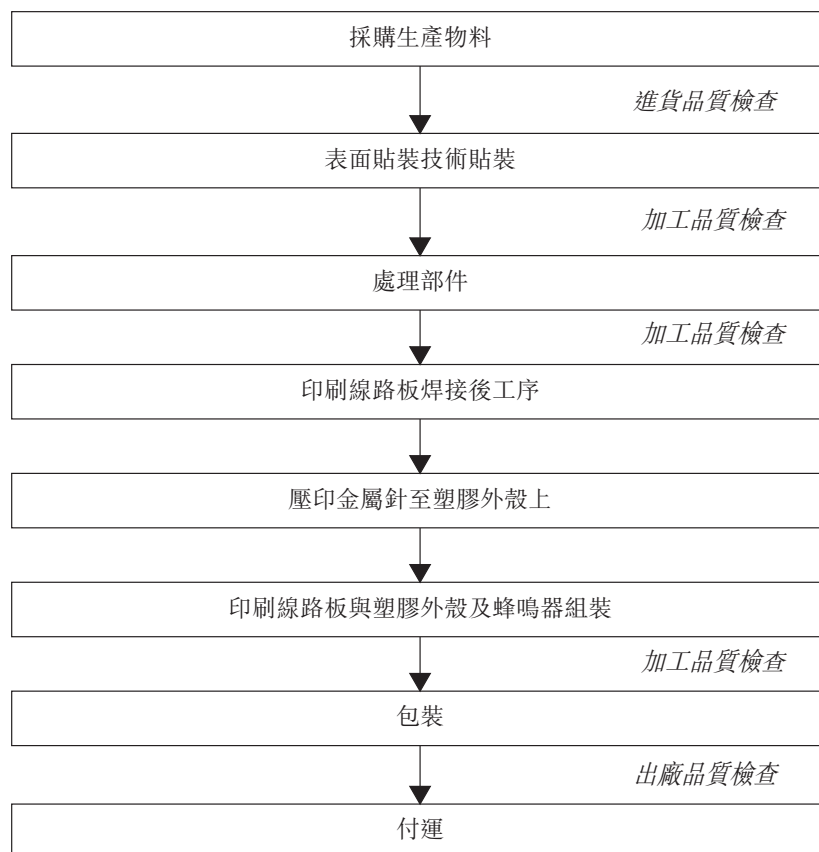 採購生產物料
進貨品質檢查
表面貼裝技術貼裝
加工品質檢查
處理部件
加工品質檢查
印刷線路板焊接後工序
壓印金屬針至塑膠外殼上
印刷線路板與塑膠外殼及蜂鳴器組裝
加工品質檢查
包裝
出廠品質檢查
付運